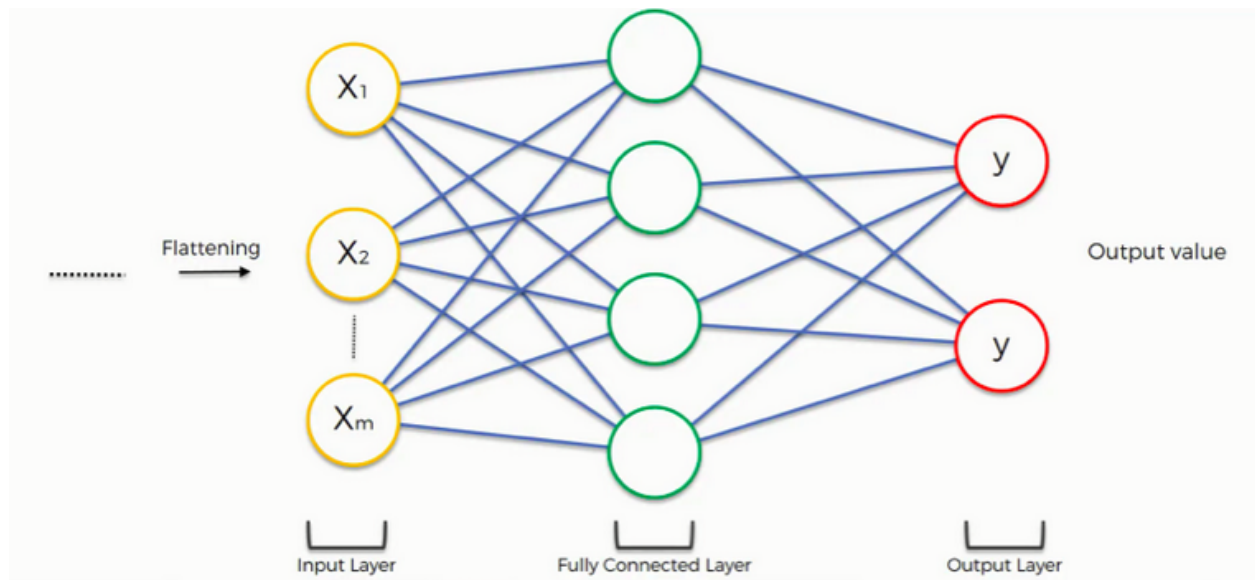 X₁
Flattening
X₂
Xₘ
y
y
Output value
Input Layer
Fully Connected Layer
Output Layer